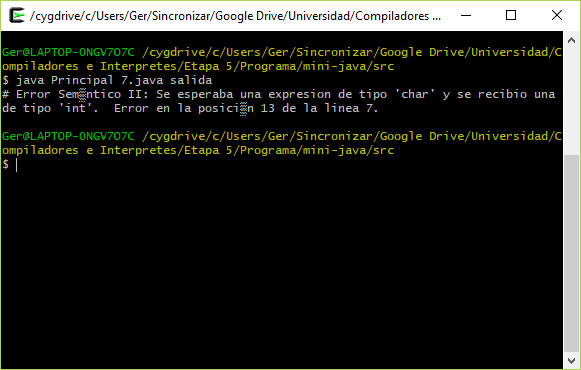 /cygdrive/c/Users/Ger/Sincronizar/Google Drive/Universidad/Compiladores ...
Ger@LAPTOP-0NGV7O7C /cygdrive/c/Users/Ger/Sincronizar/Google Drive/Universidad/C
ompiladores e Interpretes/Etapa 5/Programa/mini-java/src
$ java Principal 7.java salida
# Error Sem▒ntico II: Se esperaba una expresion de tipo 'char' y se recibio una
de tipo 'int'.  Error en la posici▒n 13 de la linea 7.
Ger@LAPTOP-0NGV7O7C /cygdrive/c/Users/Ger/Sincronizar/Google Drive/Universidad/C
ompiladores e Interpretes/Etapa 5/Programa/mini-java/src
$